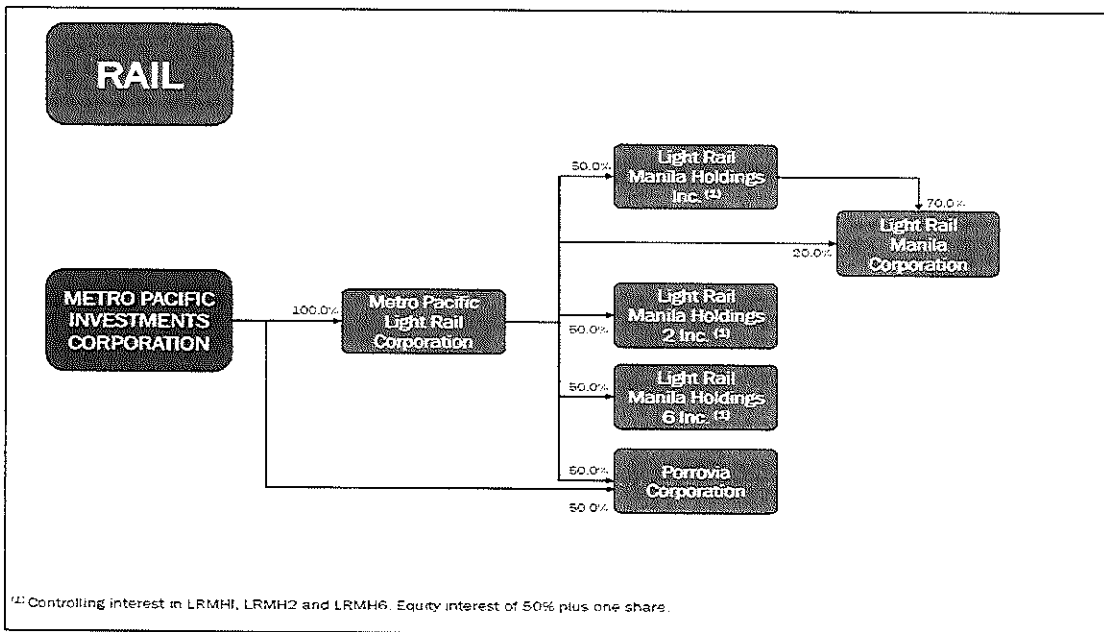 RAIL
50.0%
Light Rail
Manila Holdings
Inc. (1)
70.0%
Light Rail
Manila
Corporation
20.0%
METRO PACIFIC
INVESTMENTS
CORPORATION
100.0%
Metro Pacific
Light Rail
Corporation
50.0%
Light Rail
Manila Holdings
2 Inc. (1)
50.0%
Light Rail
Manila Holdings
6 Inc. (1)
50.0%
Porrovia
Corporation
50.0%
(1) Controlling interest in LRMHI, LRMH2 and LRMH6. Equity interest of 50% plus one share.